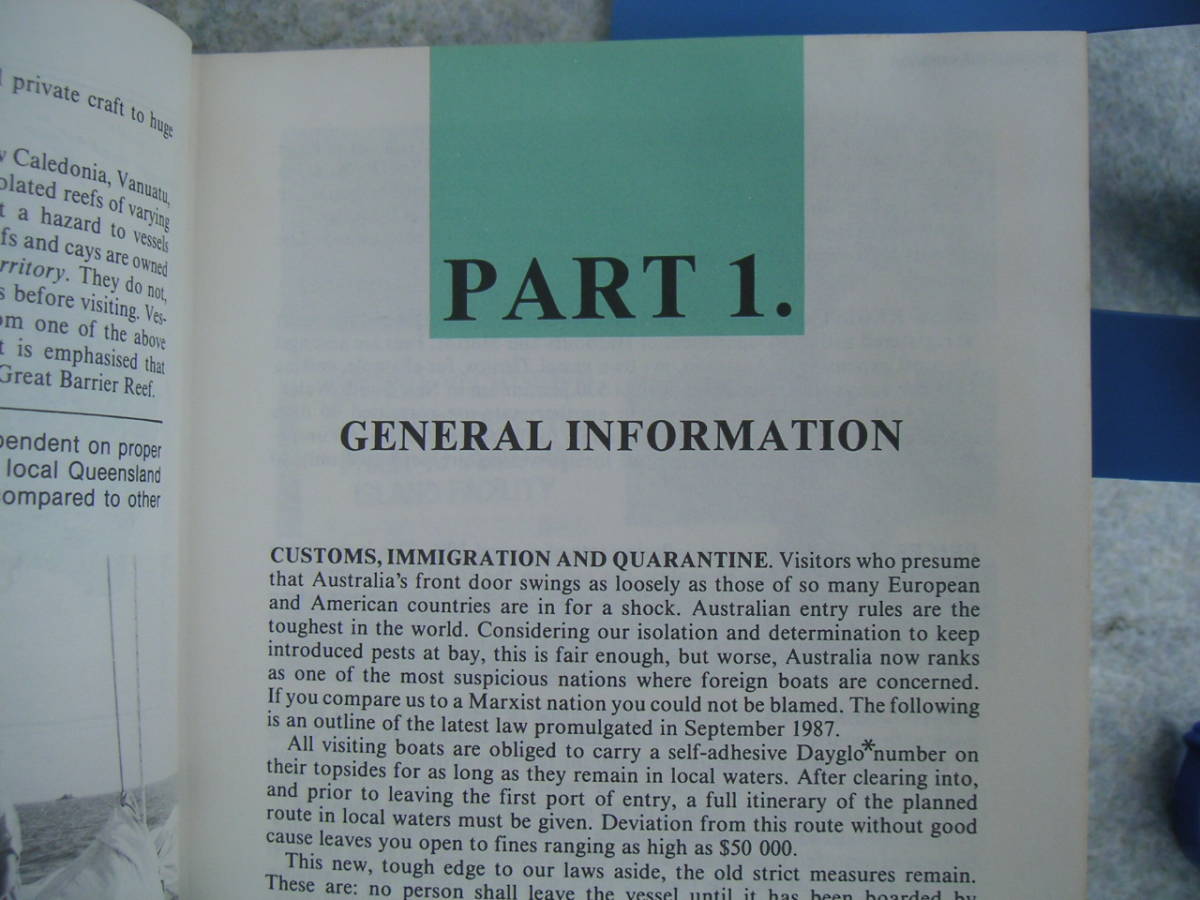 private craft to huge
Caledonia, Vanuatu,
olated reefs of varying
t a hazard to vessels
fs and cays are owned
rritory. They do not,
s before visiting. Ves-
om one of the above
t is emphasised that
Great Barrier Reef.
pendent on proper
local Queensland
compared to other
PART 1.
GENERAL INFORMATION
CUSTOMS, IMMIGRATION AND QUARANTINE. Visitors who presume
that Australia's front door swings as loosely as those of so many European
and American countries are in for a shock. Australian entry rules are the
toughest in the world. Considering our isolation and determination to keep
introduced pests at bay, this is fair enough, but worse, Australia now ranks
as one of the most suspicious nations where foreign boats are concerned.
If you compare us to a Marxist nation you could not be blamed. The following
is an outline of the latest law promulgated in September 1987.
All visiting boats are obliged to carry a self-adhesive Dayglo*number on
their topsides for as long as they remain in local waters. After clearing into,
and prior to leaving the first port of entry, a full itinerary of the planned
route in local waters must be given. Deviation from this route without good
cause leaves you open to fines ranging as high as $50 000.
This new, tough edge to our laws aside, the old strict measures remain.
These are: no person shall leave the vessel until it has been boarded by